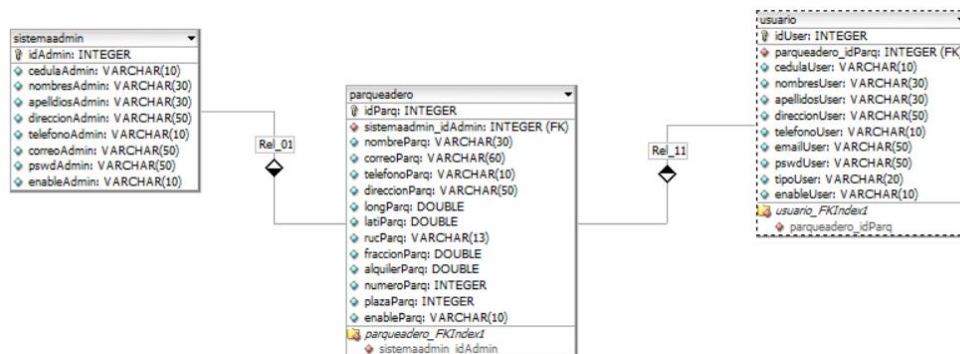 sistemaadmin
idAdmin: INTEGER
cedulaAdmin: VARCHAR(10)
nombresAdmin: VARCHAR(30)
apelldiosAdmin: VARCHAR(30)
direccionAdmin: VARCHAR(50)
telefonoAdmin: VARCHAR(10)
correoAdmin: VARCHAR(50)
pswdAdmin: VARCHAR(50)
enableAdmin: VARCHAR(10)
Rel_01
parqueadero
idParq: INTEGER
sistemaadmin_idAdmin: INTEGER (FK)
nombreParq: VARCHAR(30)
correoParq: VARCHAR(60)
telefonoParq: VARCHAR(10)
direccionParq: VARCHAR(50)
longParq: DOUBLE
latiParq: DOUBLE
rucParq: VARCHAR(13)
fraccionParq: DOUBLE
alquilerParq: DOUBLE
numeroParq: INTEGER
plazaParq: INTEGER
enableParq: VARCHAR(10)
parqueadero_FKIndex1
sistemaadmin_idAdmin
Rel_11
usuario
idUser: INTEGER
parqueadero_idParq: INTEGER (FK)
cedulaUser: VARCHAR(10)
nombresUser: VARCHAR(30)
apellidosUser: VARCHAR(30)
direccionUser: VARCHAR(50)
telefonoUser: VARCHAR(10)
emailUser: VARCHAR(50)
pswdUser: VARCHAR(50)
tipoUser: VARCHAR(20)
enableUser: VARCHAR(10)
usuario_FKIndex1
parqueadero_idParq